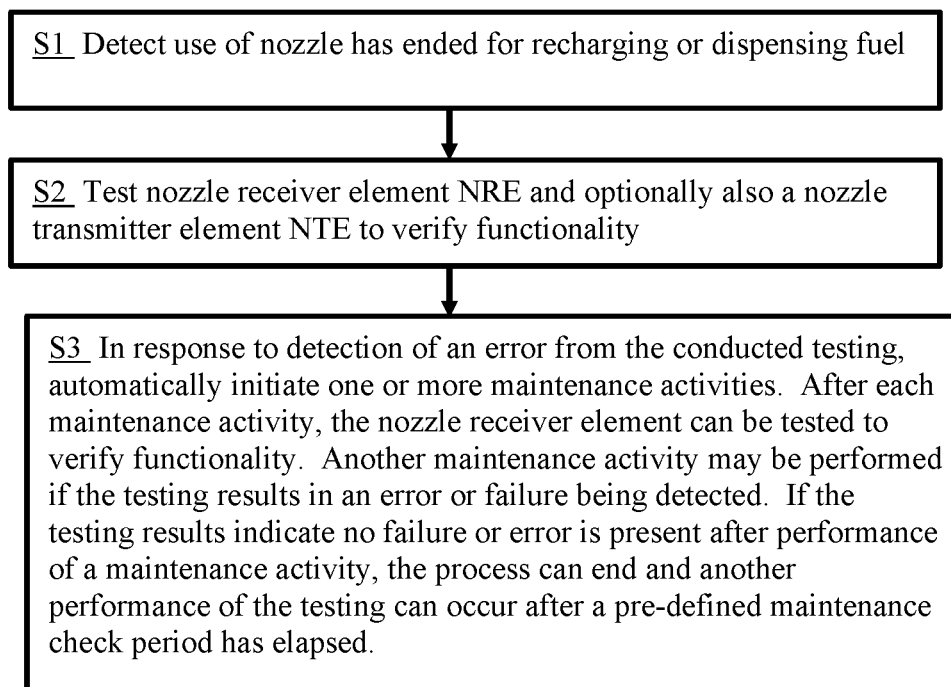 S1 Detect use of nozzle has ended for recharging or dispensing fuel
S2 Test nozzle receiver element NRE and optionally also a nozzle
transmitter element NTE to verify functionality
S3 In response to detection of an error from the conducted testing,
automatically initiate one or more maintenance activities. After each
maintenance activity, the nozzle receiver element can be tested to
verify functionality. Another maintenance activity may be performed
if the testing results in an error or failure being detected. If the
testing results indicate no failure or error is present after performance
of a maintenance activity, the process can end and another
performance of the testing can occur after a pre-defined maintenance
check period has elapsed.